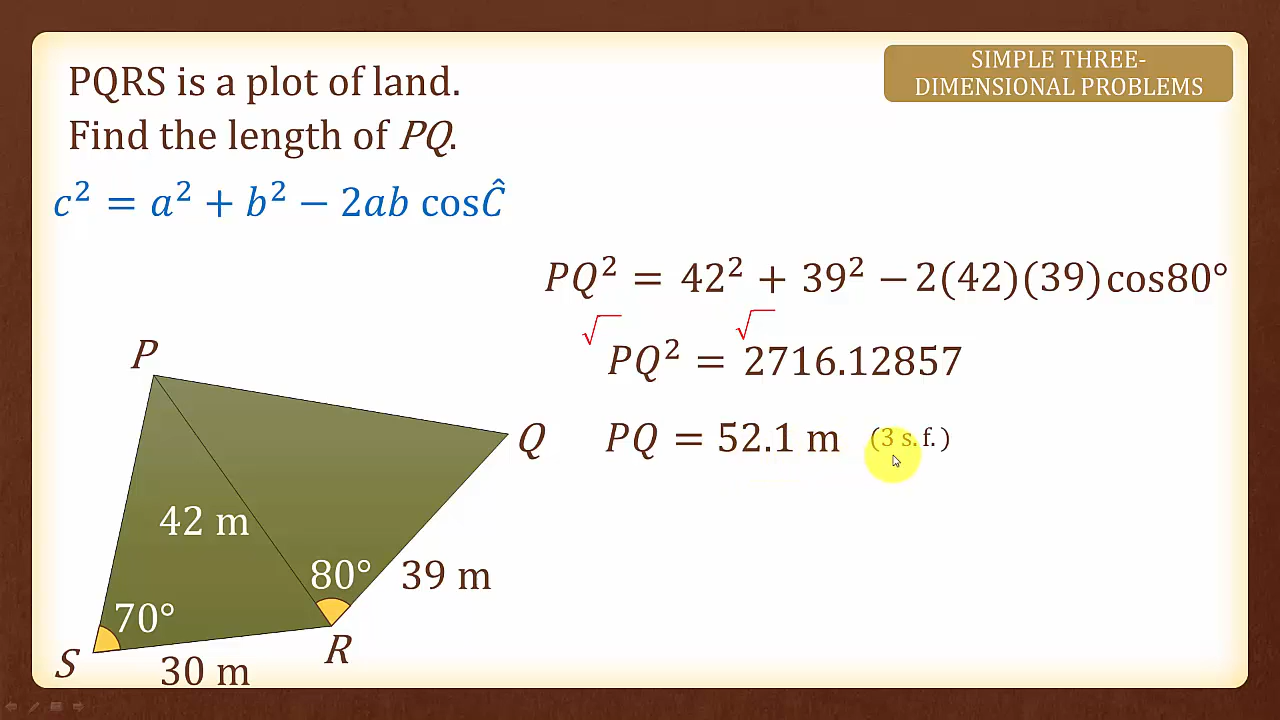 SIMPLE THREE-
DIMENSIONAL PROBLEMS
PQRS is a plot of land.
Find the length of PQ.
c² = a² + b² − 2ab cosĈ
PQ² = 42² + 39² − 2(42)(39)cos80°
√ √
PQ² = 2716.12857
PQ = 52.1 m (3 s. f.)
P
Q
42 m
80°
39 m
70°
S
R
30 m